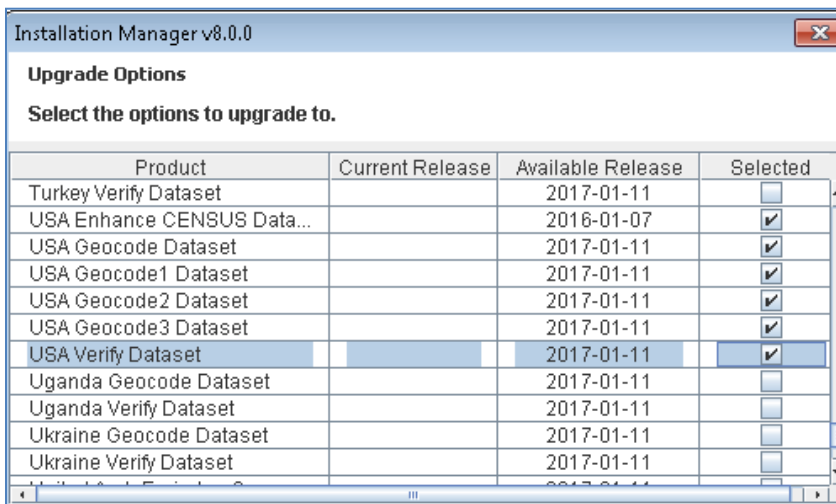 Installation Manager v8.0.0
Upgrade Options
Select the options to upgrade to.
Product Current Release Available Release Selected
Turkey Verify Dataset 2017-01-11
USA Enhance CENSUS Data... 2016-01-07
USA Geocode Dataset 2017-01-11
USA Geocode1 Dataset 2017-01-11
USA Geocode2 Dataset 2017-01-11
USA Geocode3 Dataset 2017-01-11
USA Verify Dataset 2017-01-11
Uganda Geocode Dataset 2017-01-11
Uganda Verify Dataset 2017-01-11
Ukraine Geocode Dataset 2017-01-11
Ukraine Verify Dataset 2017-01-11